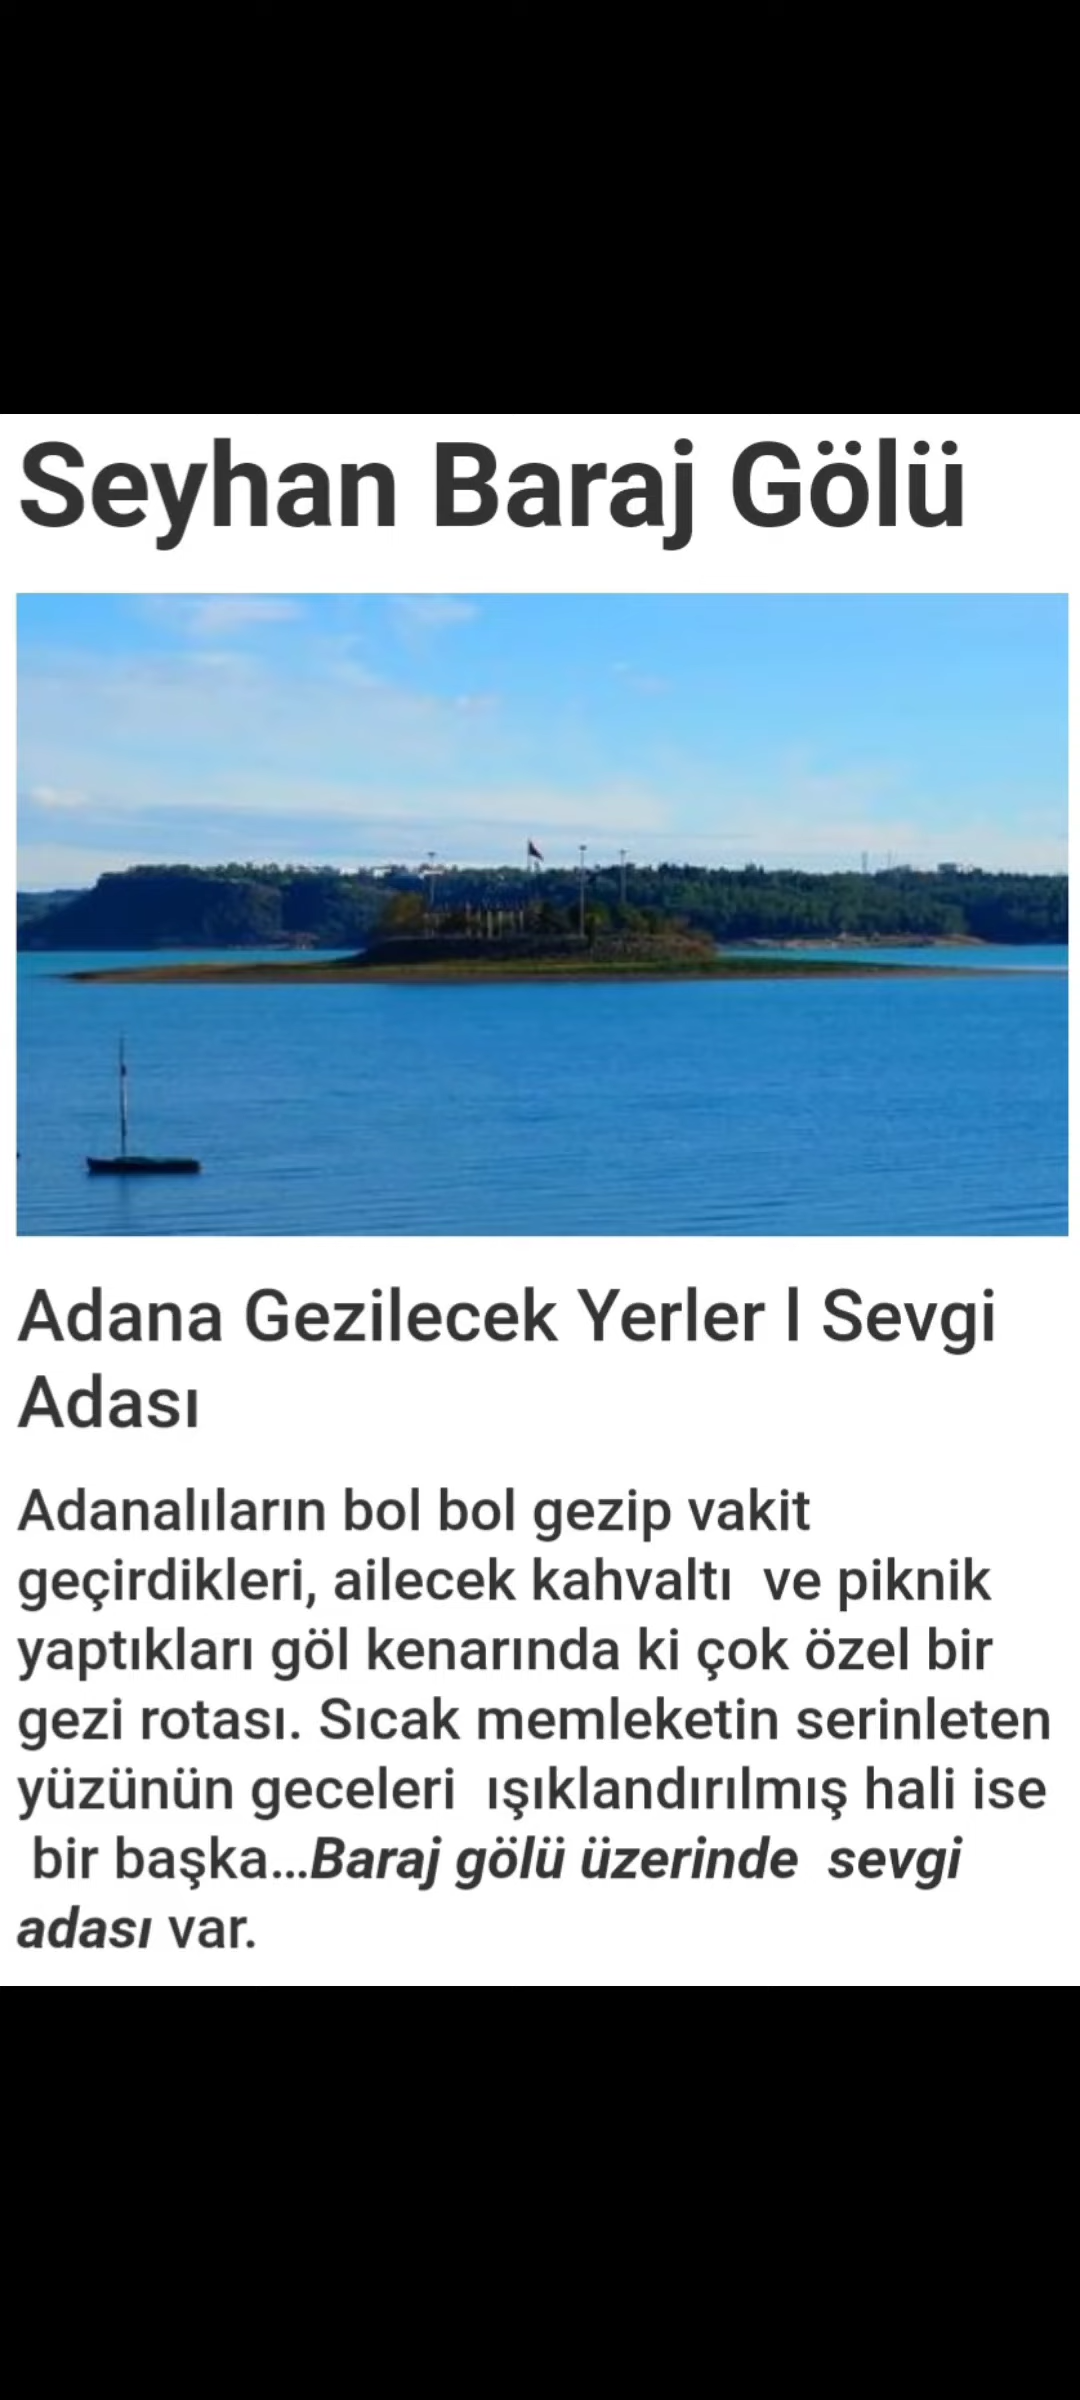 Seyhan Baraj Gölü
Adana Gezilecek Yerler l Sevgi
Adası
Adanalıların bol bol gezip vakit
geçirdikleri, ailecek kahvaltı  ve piknik
yaptıkları göl kenarında ki çok özel bir
gezi rotası. Sıcak memleketin serinleten
yüzünün geceleri  ışıklandırılmış hali ise
bir başka...Baraj gölü üzerinde  sevgi
adası var.